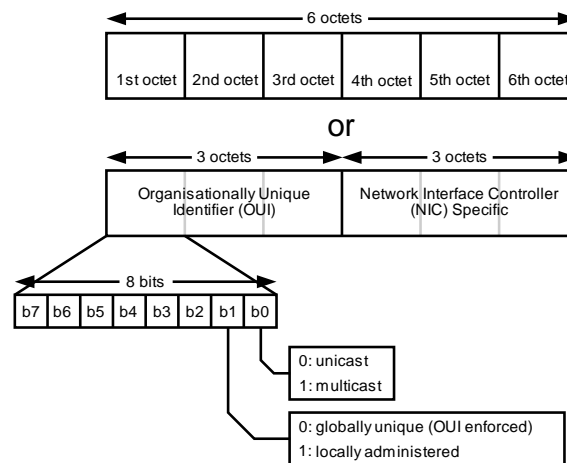 6 octets
1st octet 2nd octet 3rd octet 4th octet 5th octet 6th octet
or
3 octets 3 octets
Organisationally Unique
Identifier (OUI)
Network Interface Controller
(NIC) Specific
8 bits
b7 b6 b5 b4 b3 b2 b1 b0
0: unicast
1: multicast
0: globally unique (OUI enforced)
1: locally administered